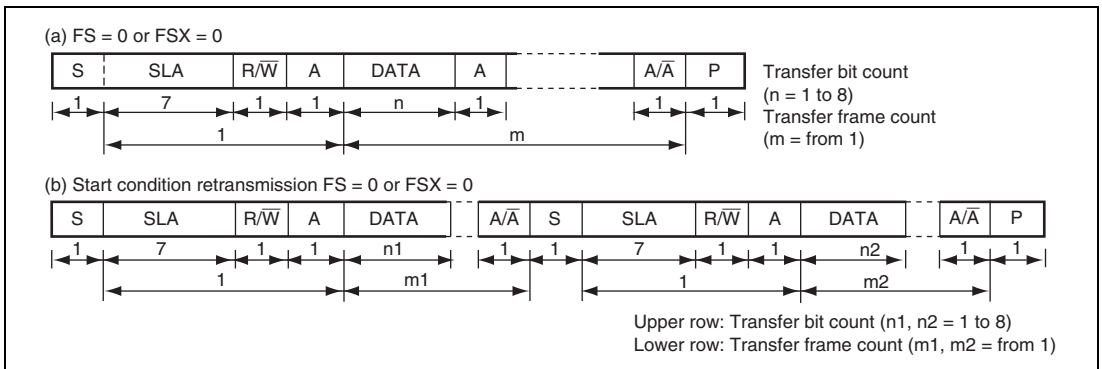 (a) FS = 0 or FSX = 0
S SLA R/W̅ A DATA A A/A̅ P
1 7 1 1 n 1 1 1
1 m
Transfer bit count
(n = 1 to 8)
Transfer frame count
(m = from 1)
(b) Start condition retransmission FS = 0 or FSX = 0
S SLA R/W̅ A DATA A/A̅ S SLA R/W̅ A DATA A/A̅ P
1 7 1 1 n1 1 1 7 1 1 n2 1 1
1 m1 1 m2
Upper row: Transfer bit count (n1, n2 = 1 to 8)
Lower row: Transfer frame count (m1, m2 = from 1)